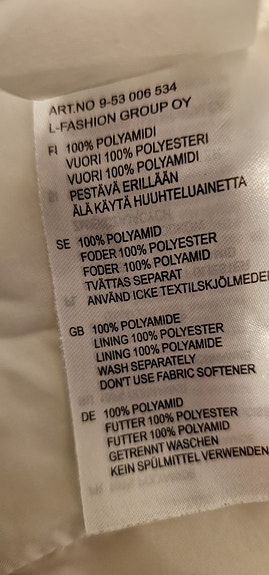 ART.NO 9-53 006 534
L-FASHION GROUP OY
FI 100% POLYAMIDI
VUORI 100% POLYESTERI
VUORI 100% POLYAMIDI
PESTÄVÄ ERILLÄÄN
ÄLÄ KÄYTÄ HUUHTELUAINETTA
SE 100% POLYAMID
FODER 100% POLYESTER
FODER 100% POLYAMID
TVÄTTAS SEPARAT
ANVÄND ICKE TEXTILSKJÖLMEDEL
GB 100% POLYAMIDE
LINING 100% POLYESTER
LINING 100% POLYAMIDE
WASH SEPARATELY
DON'T USE FABRIC SOFTENER
DE 100% POLYAMID
FUTTER 100% POLYESTER
FUTTER 100% POLYAMID
GETRENNT WASCHEN
KEIN SPÜLMITTEL VERWENDEN